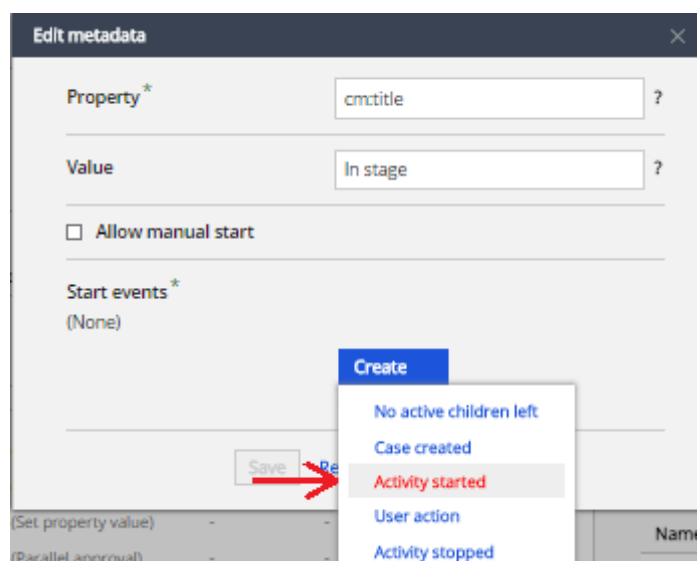 Edit metadata
Property *
cm:title
?
Value
In stage
?
Allow manual start
Start events *
(None)
Create
No active children left
Case created
Save
Re
Activity started
User action
(Set property value) - -
Name
Activity stopped
(Parallel approval) - -